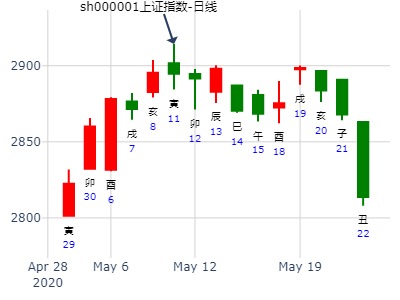 sh000001上证指数-日线
2900
2850
2800
寅
29
卯
30
酉
6
戌
7
亥
8
寅
11
卯
12
辰
13
巳
14
午
15
酉
18
戌
19
亥
20
子
21
丑
22
Apr 28
2020
May 6
May 12
May 19